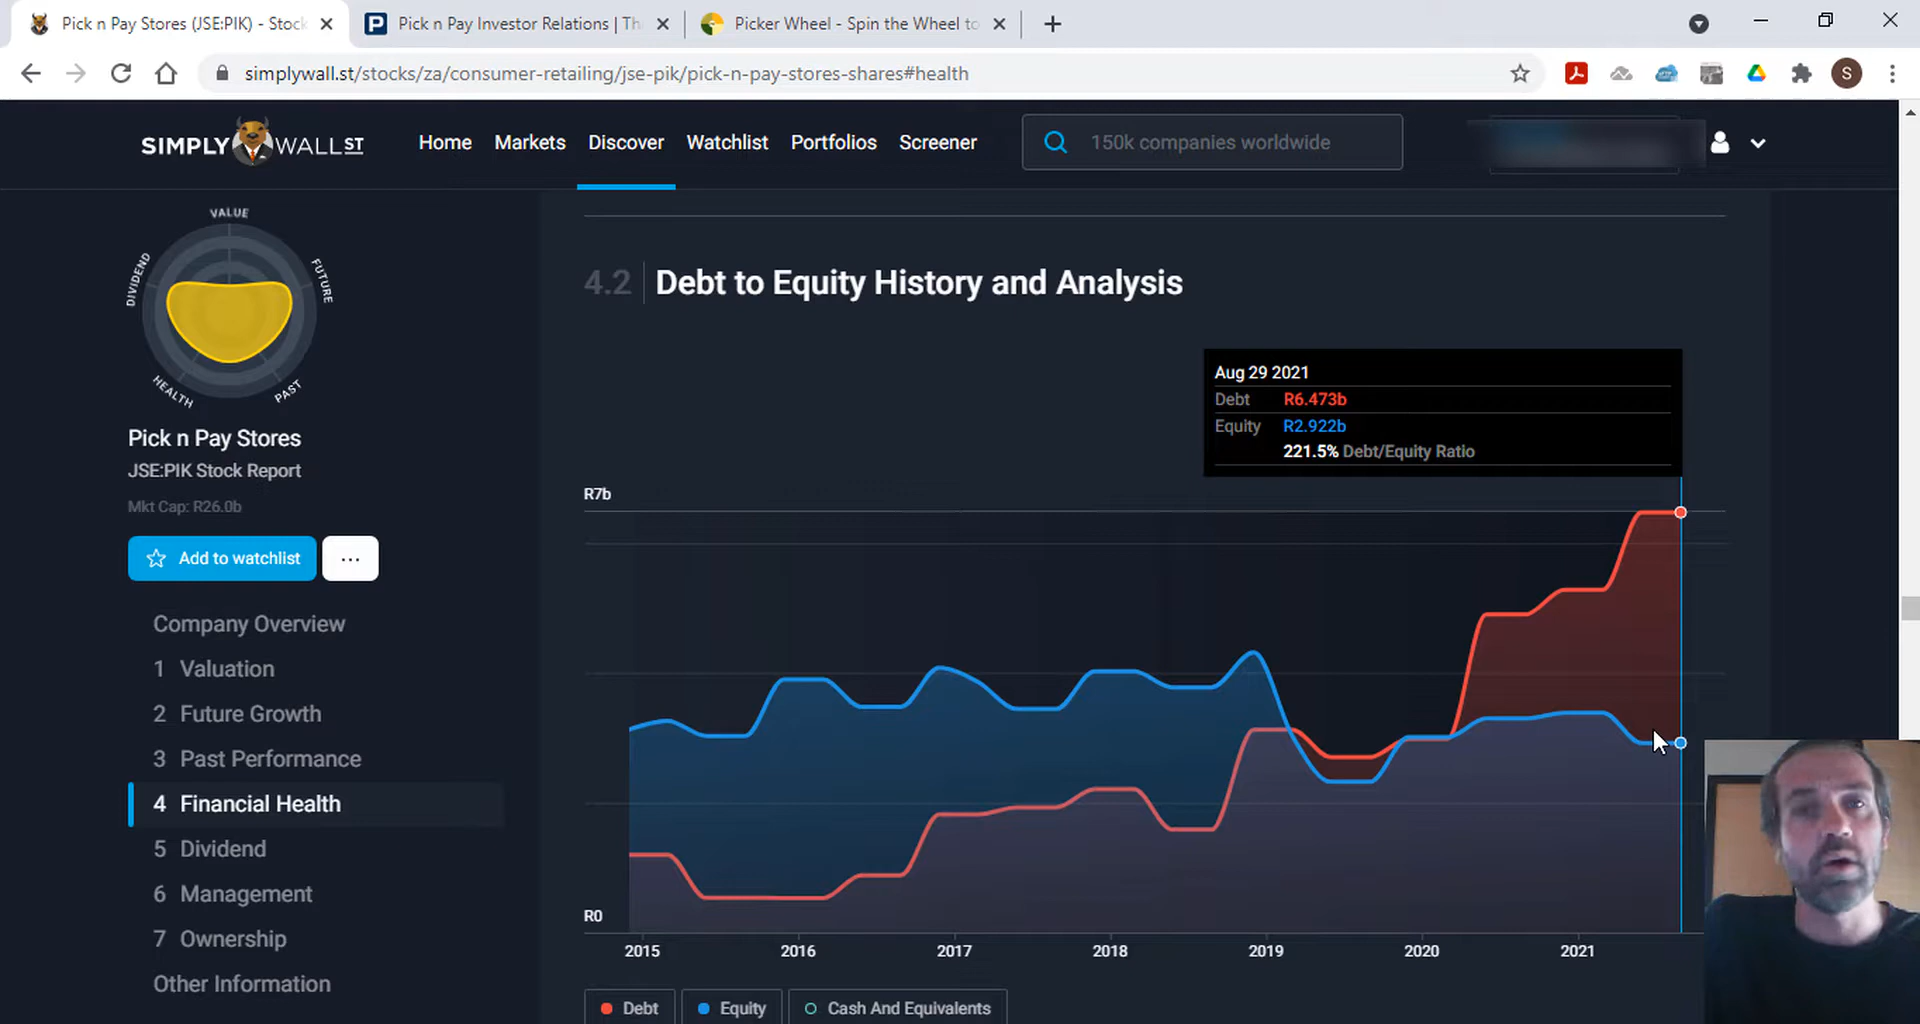 Pick n Pay Stores (JSE:PIK) - Stock
Pick n Pay Investor Relations | Th
Picker Wheel - Spin the Wheel to
simplywall.st/stocks/za/consumer-retailing/jse-pik/pick-n-pay-stores-shares#health
S
SIMPLY WALL ST
Home
Markets
Discover
Watchlist
Portfolios
Screener
150k companies worldwide
VALUE
FUTURE
PAST
HEALTH
DIVIDEND
Pick n Pay Stores
JSE:PIK Stock Report
Mkt Cap: R26.0b
Add to watchlist
...
Company Overview
1 Valuation
2 Future Growth
3 Past Performance
4 Financial Health
5 Dividend
6 Management
7 Ownership
Other Information
4.2 Debt to Equity History and Analysis
Aug 29 2021
Debt R6.473b
Equity R2.922b
221.5% Debt/Equity Ratio
R7b
R0
2015 2016 2017 2018 2019 2020 2021
Debt
Equity
Cash And Equivalents